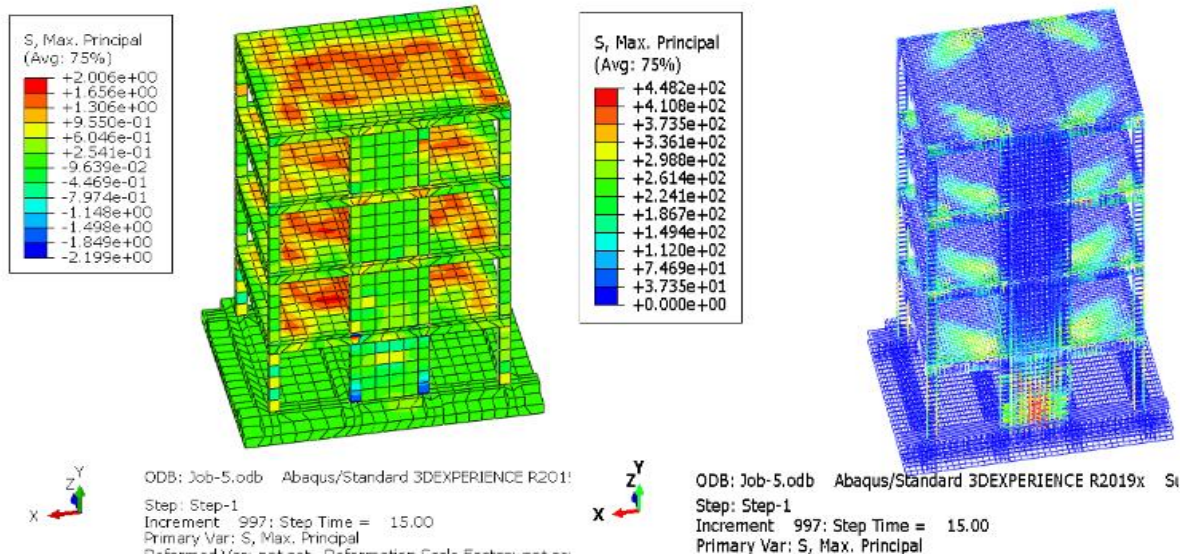 S, Max. Principal
(Avg: 75%)
+2.006e+00
+1.656e+00
+1.306e+00
+9.550e-01
+6.046e-01
+2.541e-01
-9.639e-02
-4.469e-01
-7.974e-01
-1.148e+00
-1.498e+00
-1.849e+00
-2.199e+00
Y
Z
X
ODB: Job-5.odb Abaqus/Standard 3DEXPERIENCE R201
Step: Step-1
Increment 997: Step Time = 15.00
Primary Var: S, Max. Principal
S, Max. Principal
(Avg: 75%)
+4.482e+02
+4.108e+02
+3.735e+02
+3.361e+02
+2.988e+02
+2.614e+02
+2.241e+02
+1.867e+02
+1.494e+02
+1.120e+02
+7.469e+01
+3.735e+01
+0.000e+00
Y
Z
X
ODB: Job-5.odb Abaqus/Standard 3DEXPERIENCE R2019x
Step: Step-1
Increment 997: Step Time = 15.00
Primary Var: S, Max. Principal